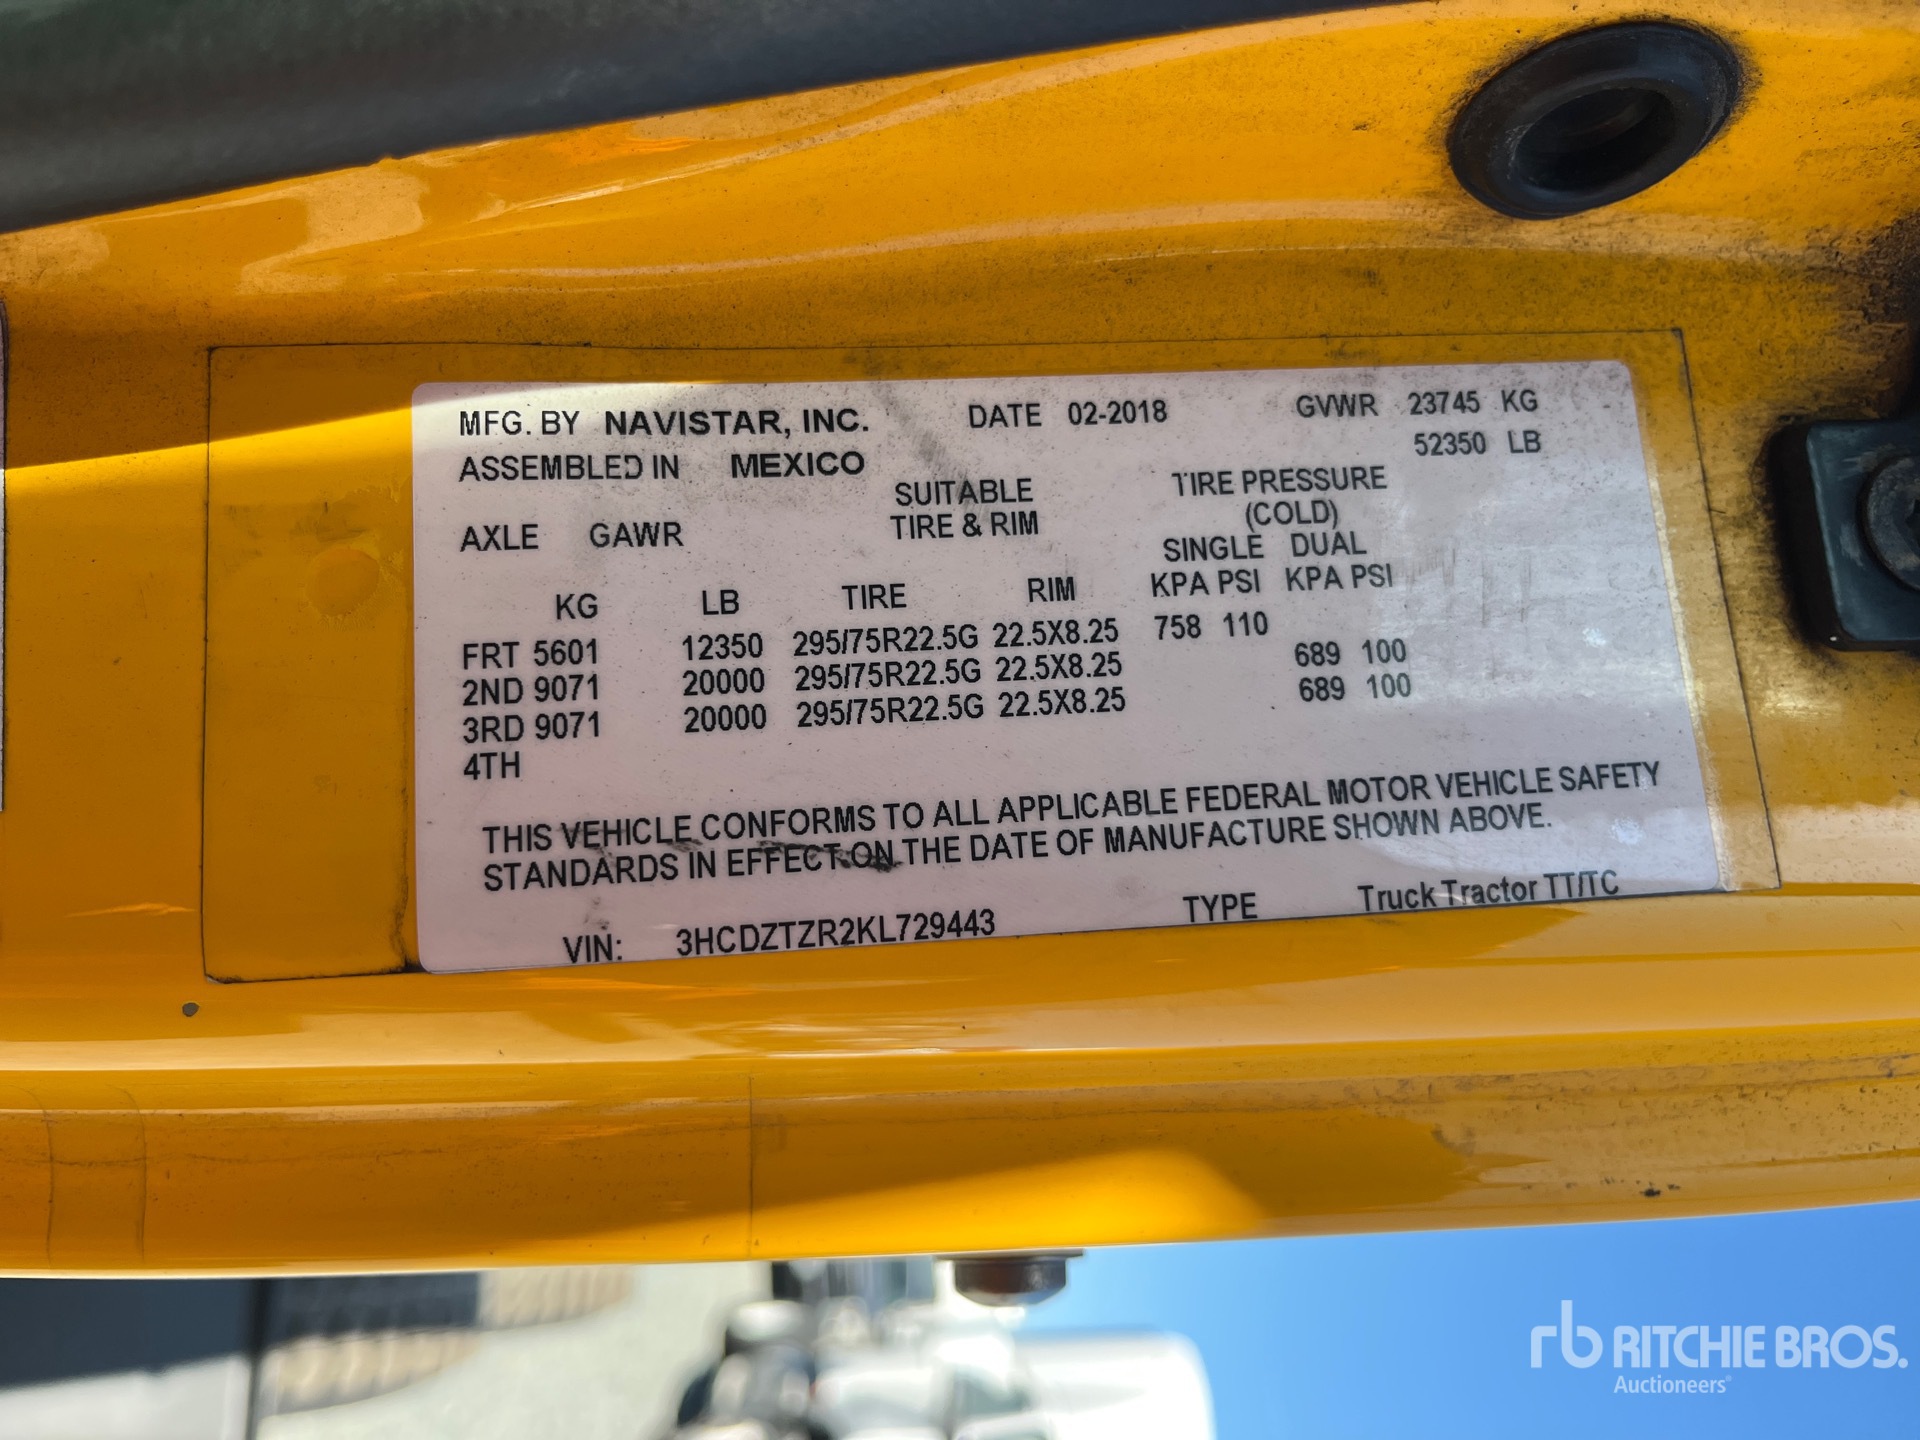 MFG. BY NAVISTAR, INC. DATE 02-2018 GVWR 23745 KG
52350 LB
ASSEMBLED IN MEXICO
SUITABLE TIRE PRESSURE
AXLE GAWR TIRE & RIM (COLD)
SINGLE DUAL
KG LB TIRE RIM KPA PSI KPA PSI
FRT 5601 12350 295/75R22.5G 22.5X8.25 758 110
2ND 9071 20000 295/75R22.5G 22.5X8.25 689 100
3RD 9071 20000 295/75R22.5G 22.5X8.25 689 100
4TH
THIS VEHICLE CONFORMS TO ALL APPLICABLE FEDERAL MOTOR VEHICLE SAFETY
STANDARDS IN EFFECT ON THE DATE OF MANUFACTURE SHOWN ABOVE.
VIN: 3HCDZTZR2KL729443 TYPE Truck Tractor TT/TC
rb RITCHIE BROS.
Auctioneers